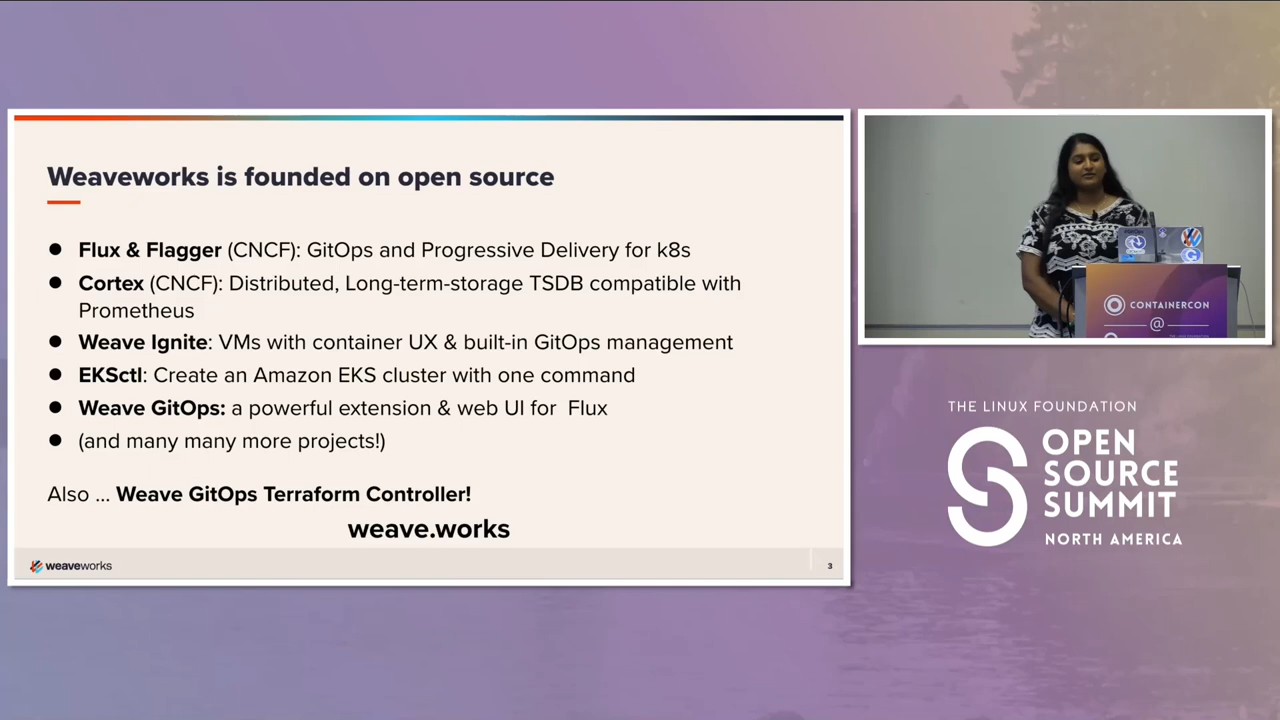 Weaveworks is founded on open source
● Flux & Flagger (CNCF): GitOps and Progressive Delivery for k8s
● Cortex (CNCF): Distributed, Long-term-storage TSDB compatible with
Prometheus
● Weave Ignite: VMs with container UX & built-in GitOps management
● EKSctl: Create an Amazon EKS cluster with one command
● Weave GitOps: a powerful extension & web UI for Flux
● (and many many more projects!)
Also ... Weave GitOps Terraform Controller!
weave.works
weaveworks
3
CONTAINERCON
@
THE LINUX FOUNDATION
OPEN
SOURCE
SUMMIT
NORTH AMERICA